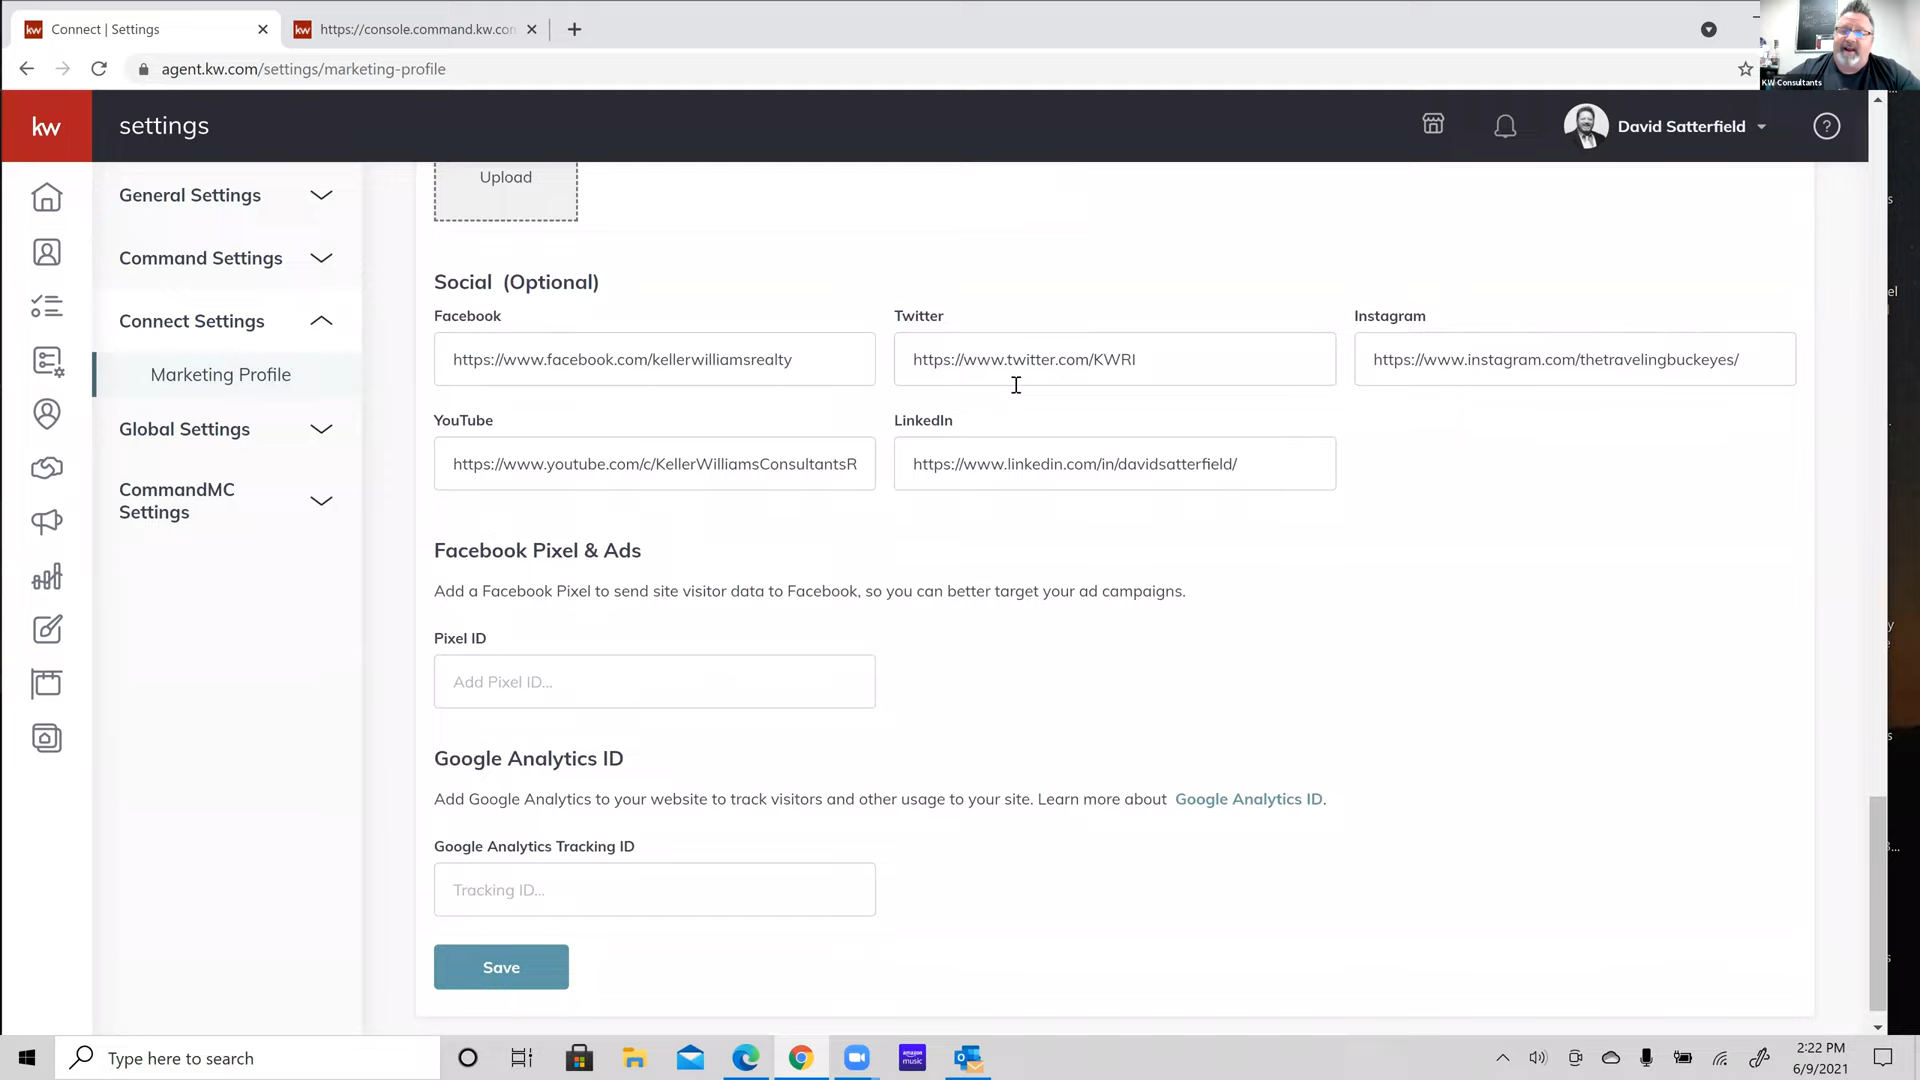 kw Connect | Settings
kw https://console.command.kw.con
agent.kw.com/settings/marketing-profile
KW Consultants
kw settings
David Satterfield
?
General Settings
Command Settings
Connect Settings
Marketing Profile
Global Settings
CommandMC
Settings
Upload
Social (Optional)
Facebook
Twitter
Instagram
https://www.facebook.com/kellerwilliamsrealty
https://www.twitter.com/KWRI
https://www.instagram.com/thetravelingbuckeyes/
YouTube
LinkedIn
https://www.youtube.com/c/KellerWilliamsConsultantsR
https://www.linkedin.com/in/davidsatterfield/
Facebook Pixel & Ads
Add a Facebook Pixel to send site visitor data to Facebook, so you can better target your ad campaigns.
Pixel ID
Add Pixel ID...
Google Analytics ID
Add Google Analytics to your website to track visitors and other usage to your site. Learn more about Google Analytics ID.
Google Analytics Tracking ID
Tracking ID...
Save
Type here to search
amazon
music
2:22 PM
6/9/2021